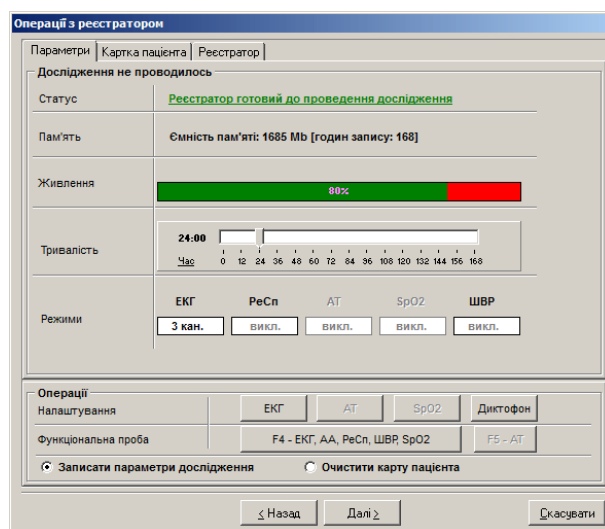 Операції з реєстратором
Параметри Картка пацієнта Реєстратор
Дослідження не проводилось
Статус Реєстратор готовий до проведення дослідження
Пам'ять Ємність пам'яті: 1685 Mb [годин запису: 168]
Живлення 80%
24:00
Тривалість
Час 0 12 24 36 48 60 72 84 96 108 120 132 144 156 168
ЕКГ РеСп АТ SpO2 ШВР
Режими 3 кан. викл. викл. викл. викл.
Операції
Налаштування ЕКГ АТ SpO2 Диктофон
Функціональна проба F4 - ЕКГ, АА, РеСп, ШВР, SpO2 F5 - АТ
Записати параметри дослідження Очистити карту пацієнта
< Назад Далі > Скасувати